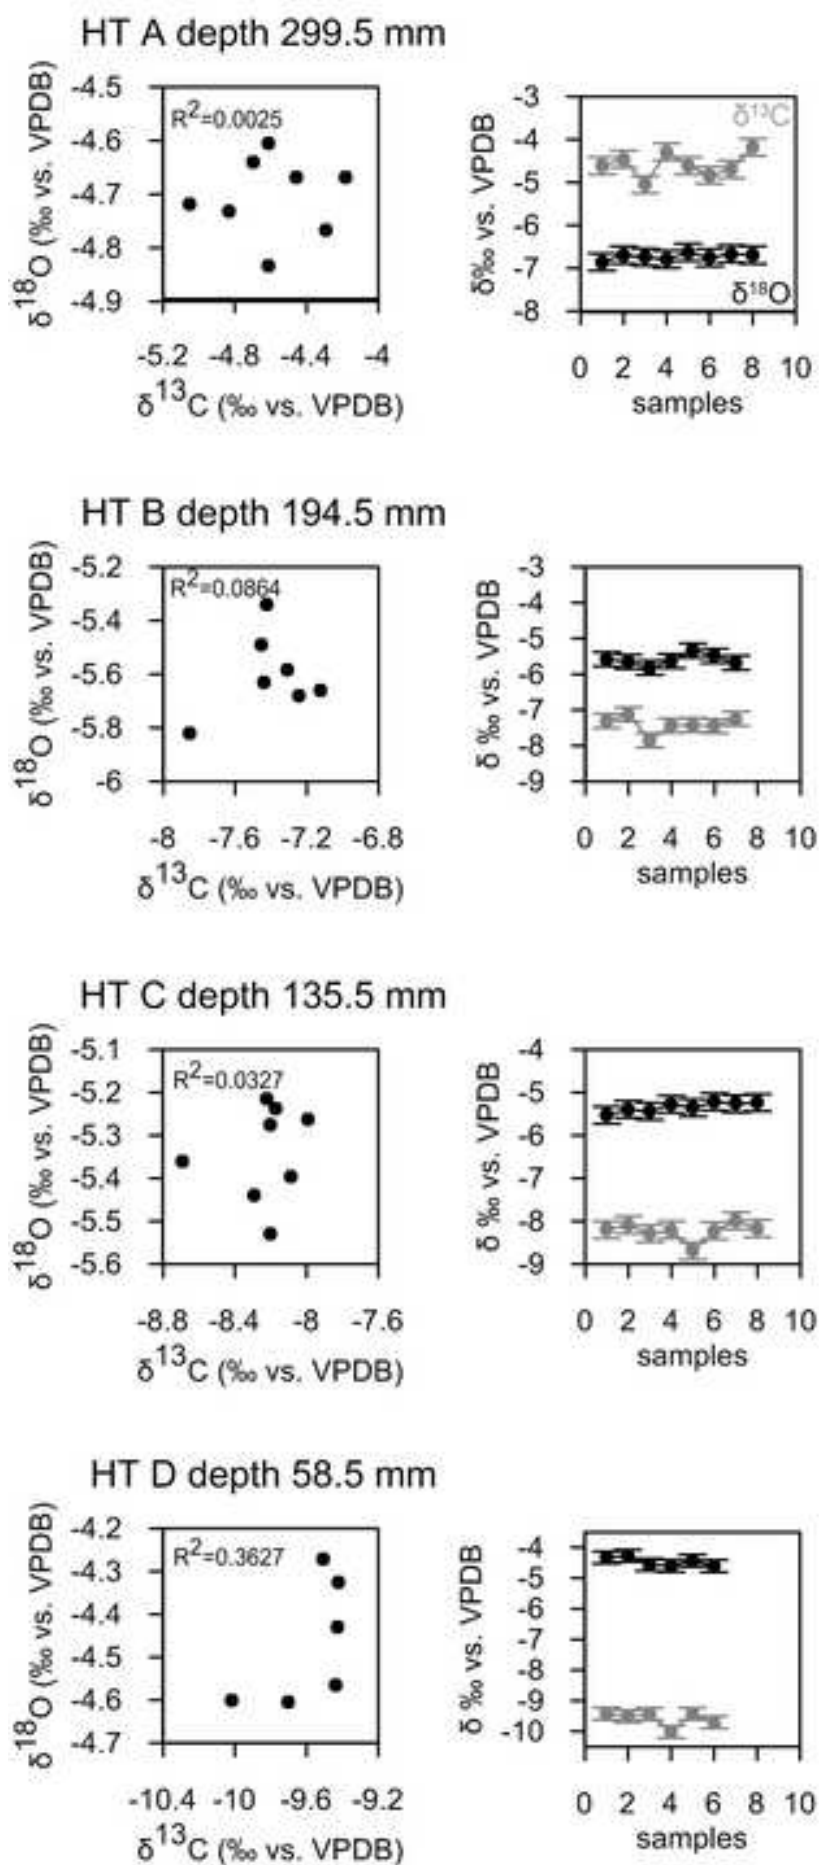 HT A depth 299.5 mm
δ18O (‰ vs. VPDB)
-4.5
-4.6
-4.7
-4.8
-4.9
R2=0.0025
-5.2 -4.8 -4.4 -4
δ13C (‰ vs. VPDB)
δ‰ vs. VPDB
-3
-4
-5
-6
-7
-8
δ13C
δ18O
0 2 4 6 8 10
samples
HT B depth 194.5 mm
δ18O (‰ vs. VPDB)
-5.2
-5.4
-5.6
-5.8
-6
R2=0.0864
-8 -7.6 -7.2 -6.8
δ13C (‰ vs. VPDB)
δ ‰ vs. VPDB
-3
-4
-5
-6
-7
-8
-9
0 2 4 6 8 10
samples
HT C depth 135.5 mm
δ18O (‰ vs. VPDB)
-5.1
-5.2
-5.3
-5.4
-5.5
-5.6
R2=0.0327
-8.8 -8.4 -8 -7.6
δ13C (‰ vs. VPDB)
δ ‰ vs. VPDB
-4
-5
-6
-7
-8
-9
0 2 4 6 8 10
samples
HT D depth 58.5 mm
δ18O (‰ vs. VPDB)
-4.2
-4.3
-4.4
-4.5
-4.6
-4.7
R2=0.3627
-10.4 -10 -9.6 -9.2
δ13C (‰ vs. VPDB)
δ ‰ vs. VPDB
-4
-5
-6
-7
-8
-9
-10
0 2 4 6 8 10
samples